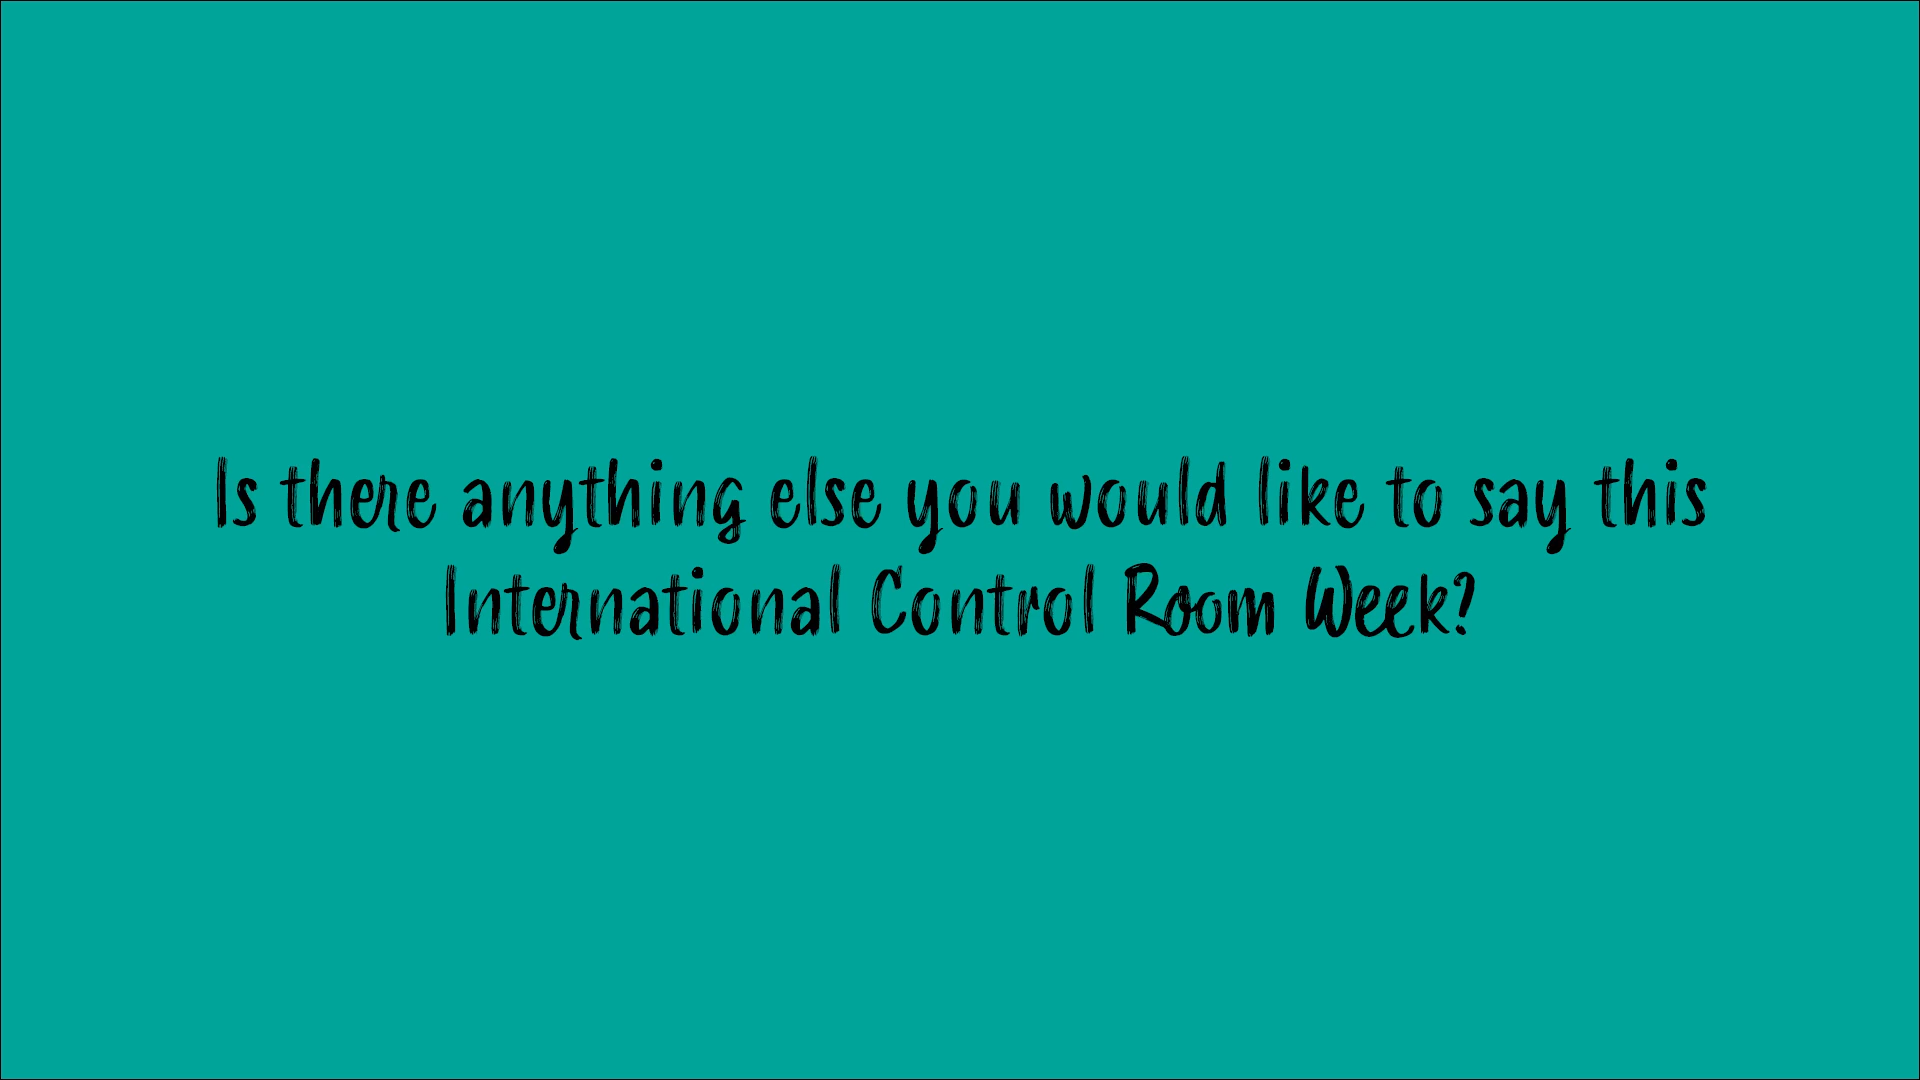 Is there anything else you would like to say this
International Control Room Week?